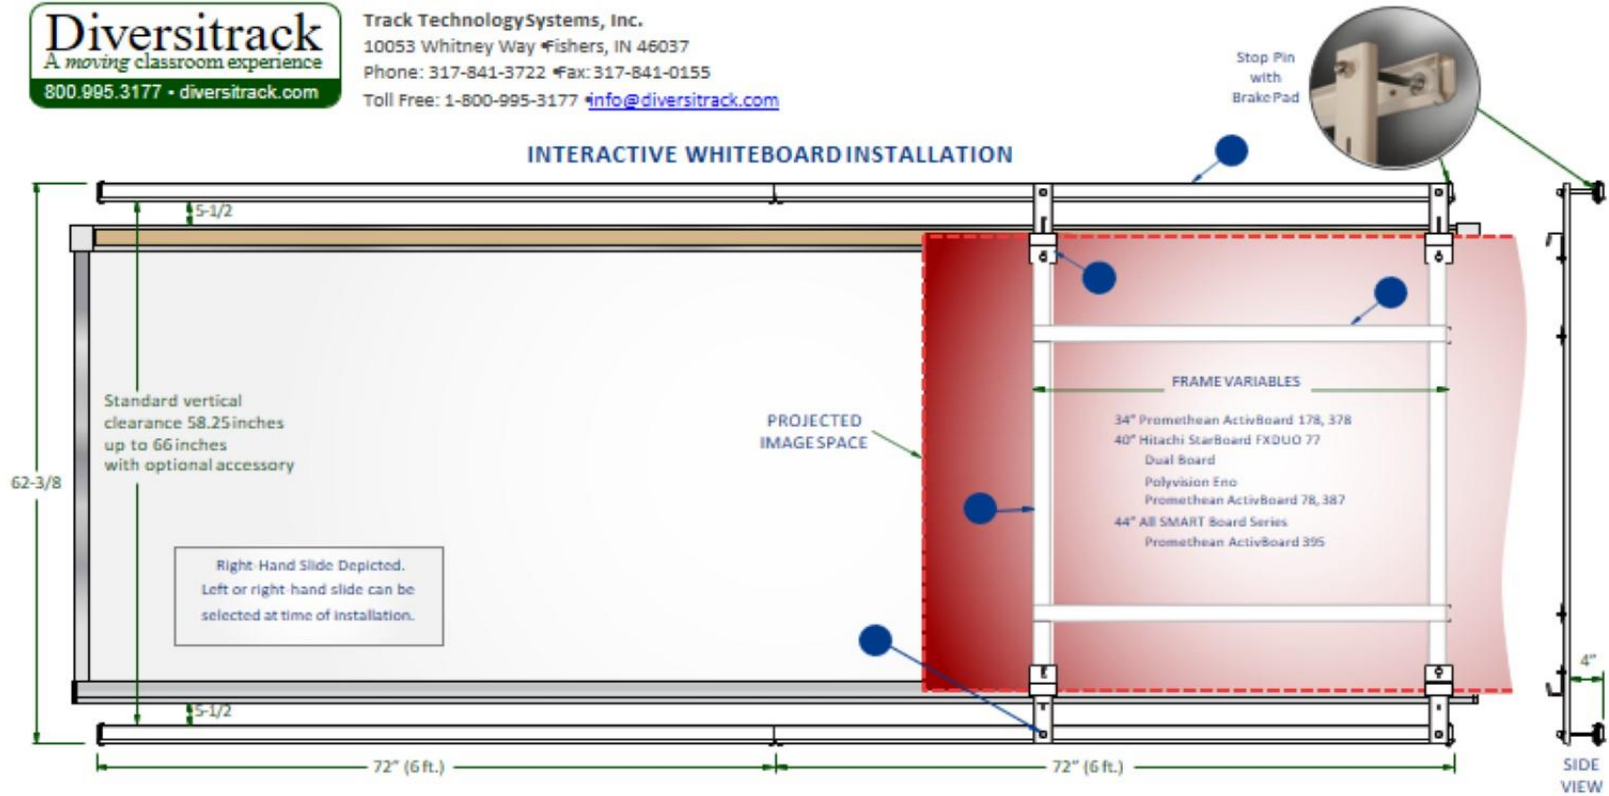 Diversitrack
A moving classroom experience
800.995.3177 • diversitrack.com
Track Technology Systems, Inc.
10053 Whitney Way • Fishers, IN 46037
Phone: 317-841-3722 • Fax: 317-841-0155
Toll Free: 1-800-995-3177 • info@diversitrack.com
Stop Pin
with
Brake Pad
INTERACTIVE WHITEBOARD INSTALLATION
5-1/2
Standard vertical
clearance 58.25 inches
up to 66 inches
with optional accessory
62-3/8
PROJECTED
IMAGE SPACE
FRAME VARIABLES
34” Promethean ActivBoard 178, 378
40” Hitachi StarBoard FXDUO 77
Dual Board
Polyvision Eno
Promethean ActivBoard 78, 387
44” All SMART Board Series
Promethean ActivBoard 395
Right-Hand Slide Depicted.
Left or right-hand slide can be
selected at time of installation.
4”
5-1/2
72” (6 ft.)
72” (6 ft.)
SIDE
VIEW